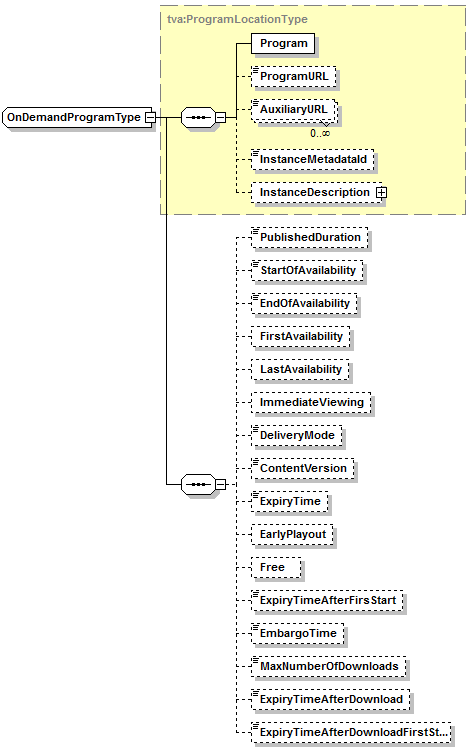 tva:ProgramLocationType
Program
ProgramURL
AuxiliaryURL
0..∞
OnDemandProgramType
InstanceMetadataId
InstanceDescription
PublishedDuration
StartOfAvailability
EndOfAvailability
FirstAvailability
LastAvailability
ImmediateViewing
DeliveryMode
ContentVersion
ExpiryTime
EarlyPlayout
Free
ExpiryTimeAfterFirsStart
EmbargoTime
MaxNumberOfDownloads
ExpiryTimeAfterDownload
ExpiryTimeAfterDownloadFirstSt...